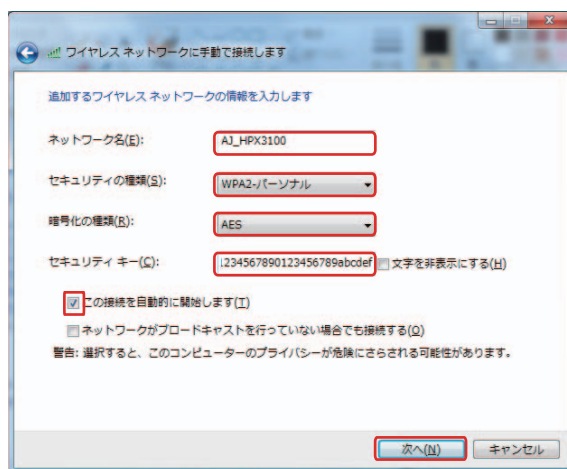 ワイヤレス ネットワークに手動で接続します
追加するワイヤレス ネットワークの情報を入力します
ネットワーク名(E): AJ_HPX3100
セキュリティの種類(S): WPA2-パーソナル
暗号化の種類(R): AES
セキュリティ キー(C): 1234567890123456789abcdef 文字を非表示にする(H)
この接続を自動的に開始します(T)
ネットワークがブロードキャストを行っていない場合でも接続する(O)
警告: 選択すると、このコンピューターのプライバシーが危険にさらされる可能性があります。
次へ(N) キャンセル